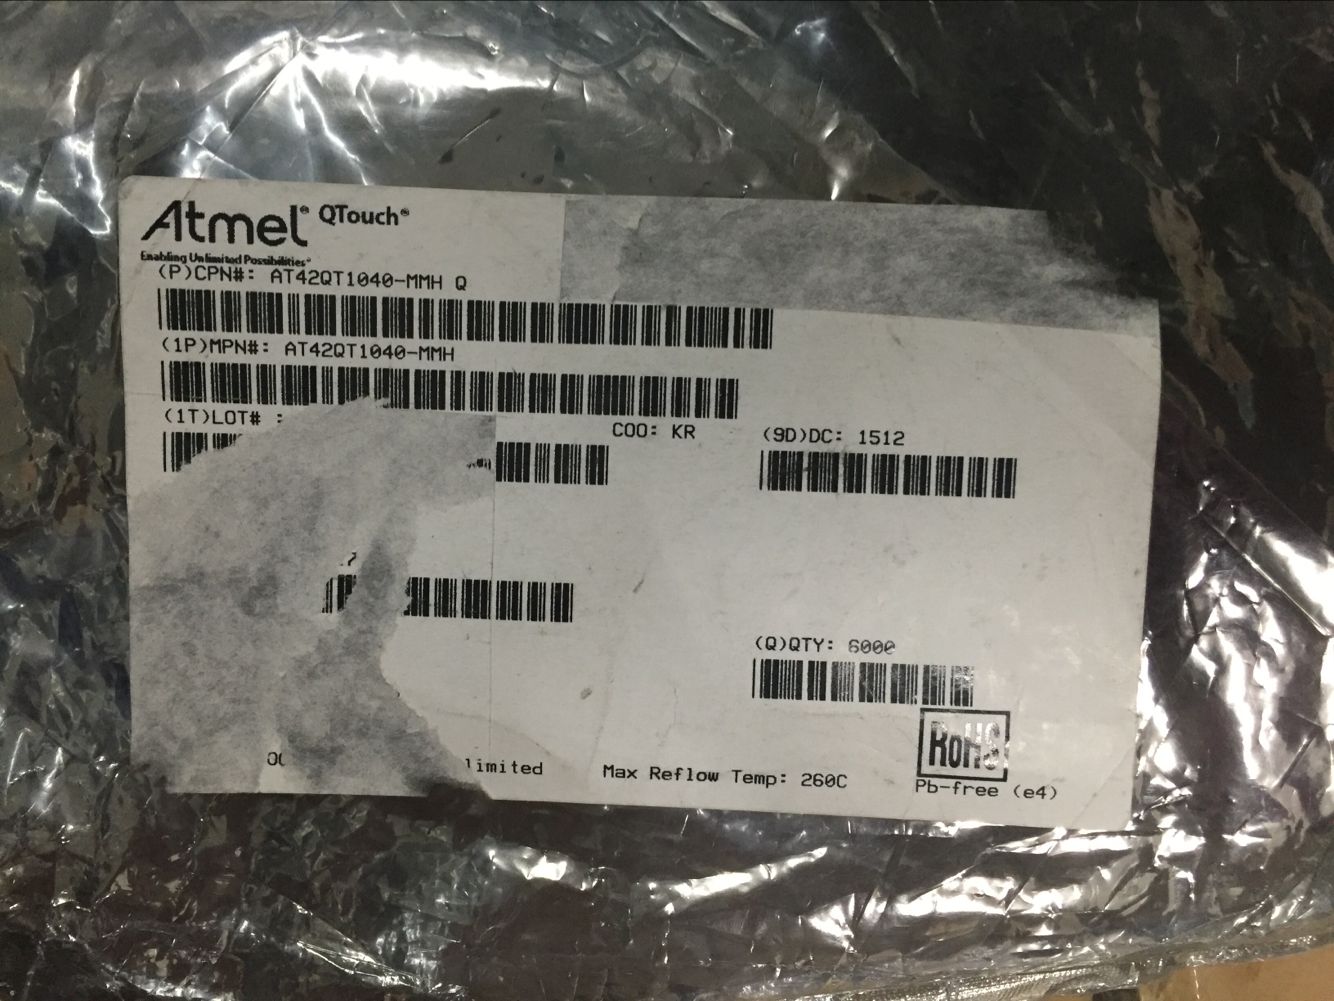 Atmel® QTouch®
Enabling Unlimited Possibilities®
(P)CPN#: AT42QT1040-MMH Q
(1P)MPN#: AT42QT1040-MMH
(1T)LOT# :
COO: KR
(9D)DC: 1512
(Q)QTY: 6000
RoHS
limited
Max Reflow Temp: 260C
Pb-free (e4)